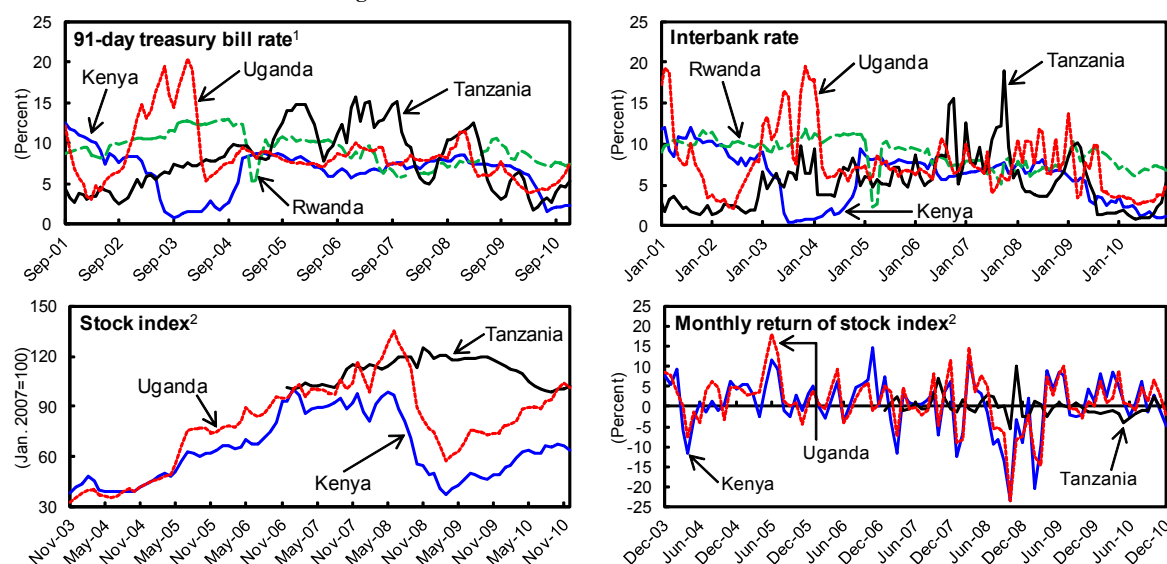 91-day treasury bill rate1
25
20
15
10
5
0
(Percent)
Kenya
Uganda
Tanzania
Rwanda
Sep-01
Sep-02
Sep-03
Sep-04
Sep-05
Sep-06
Sep-07
Sep-08
Sep-09
Sep-10
Interbank rate
25
20
15
10
5
0
(Percent)
Rwanda
Uganda
Tanzania
Kenya
Jan-01
Jan-02
Jan-03
Jan-04
Jan-05
Jan-06
Jan-07
Jan-08
Jan-09
Jan-10
Stock index2
150
120
90
60
30
(Jan. 2007=100)
Tanzania
Uganda
Kenya
Nov-03
May-04
Nov-04
May-05
Nov-05
May-06
Nov-06
May-07
Nov-07
May-08
Nov-08
May-09
Nov-09
May-10
Nov-10
Monthly return of stock index2
25
20
15
10
5
0
-5
-10
-15
-20
-25
(Percent)
Kenya
Uganda
Tanzania
Dec-03
Jun-04
Dec-04
Jun-05
Dec-05
Jun-06
Dec-06
Jun-07
Dec-07
Jun-08
Dec-08
Jun-09
Dec-09
Jun-10
Dec-10